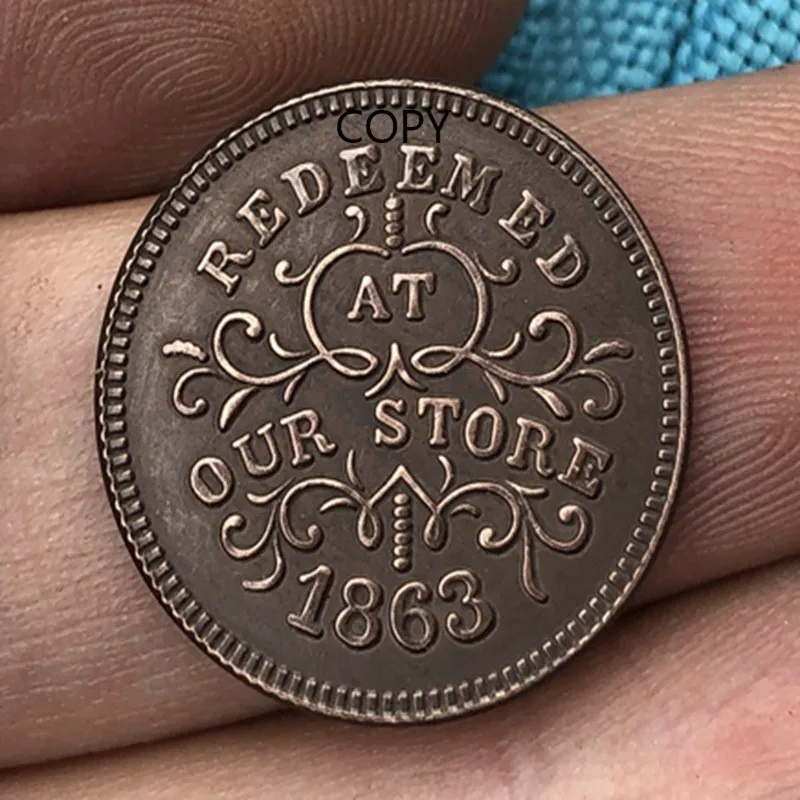 COPY
REDEEMED
AT
OUR STORE
1863